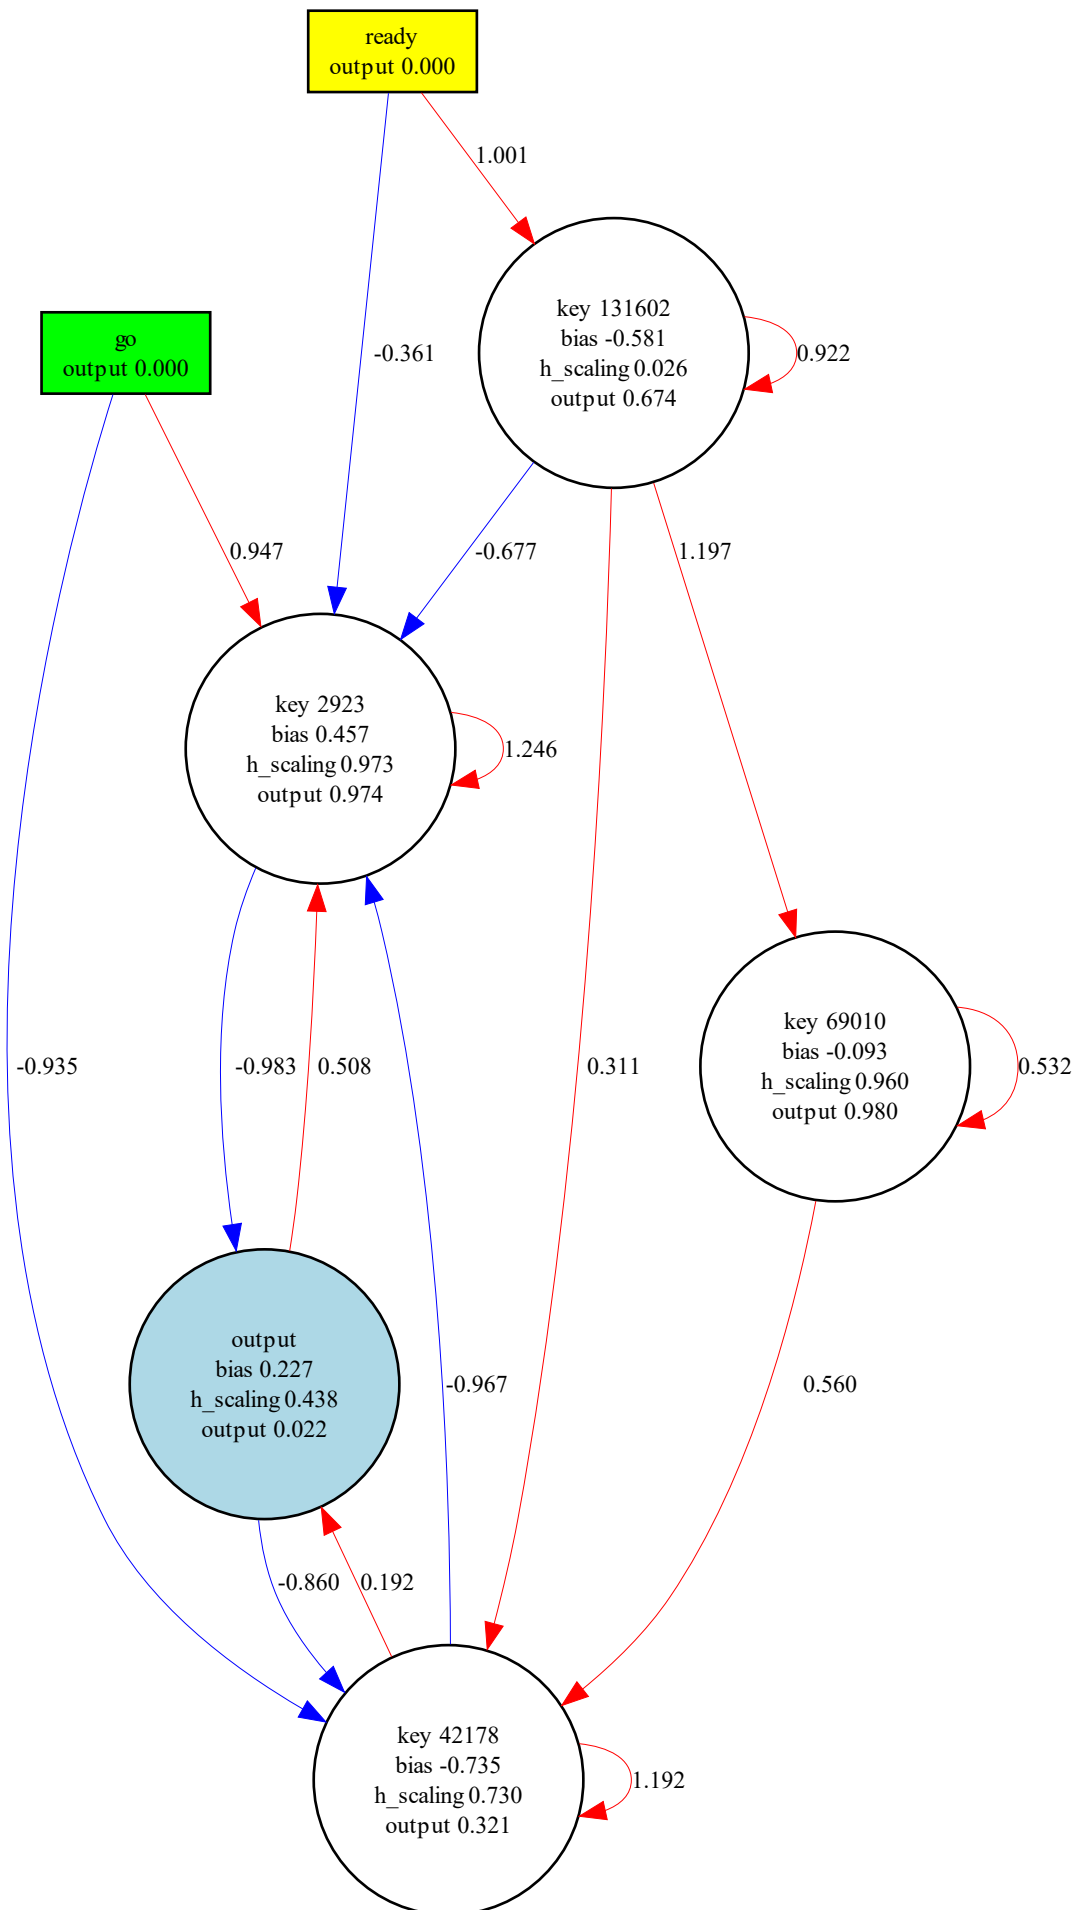 ready
output 0.000
1.001
go
output 0.000
-0.361
key 131602
bias -0.581
h_scaling 0.026
output 0.674
0.922
0.947
-0.677
1.197
key 2923
bias 0.457
h_scaling 0.973
output 0.974
1.246
-0.935
-0.983
0.508
0.311
key 69010
bias -0.093
h_scaling 0.960
output 0.980
0.532
output
bias 0.227
h_scaling 0.438
output 0.022
-0.967
0.560
-0.860
0.192
key 42178
bias -0.735
h_scaling 0.730
output 0.321
1.192